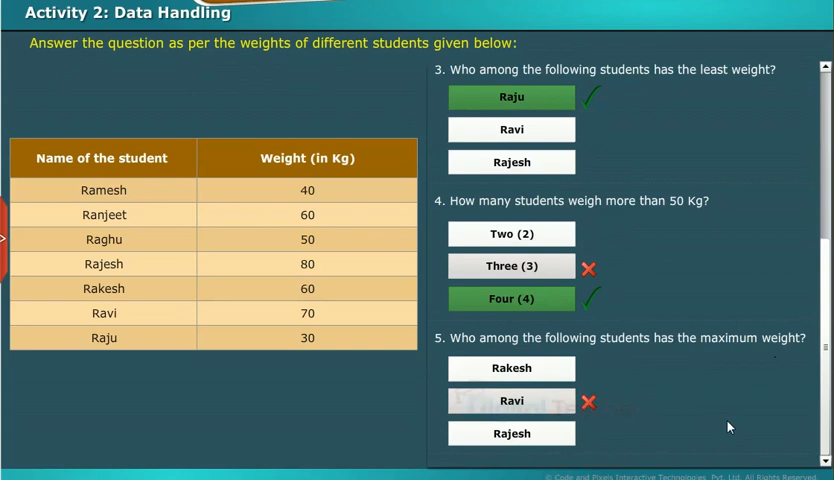 Activity 2: Data Handling
Answer the question as per the weights of different students given below:
Name of the student Weight (in Kg)
Ramesh 40
Ranjeet 60
Raghu 50
Rajesh 80
Rakesh 60
Ravi 70
Raju 30
3. Who among the following students has the least weight?
Raju
Ravi
Rajesh
4. How many students weigh more than 50 Kg?
Two (2)
Three (3)
Four (4)
5. Who among the following students has the maximum weight?
Rakesh
Ravi
Rajesh
© Code and Pixels Interactive Technologies. Pvt. Ltd. All Rights Reserved.